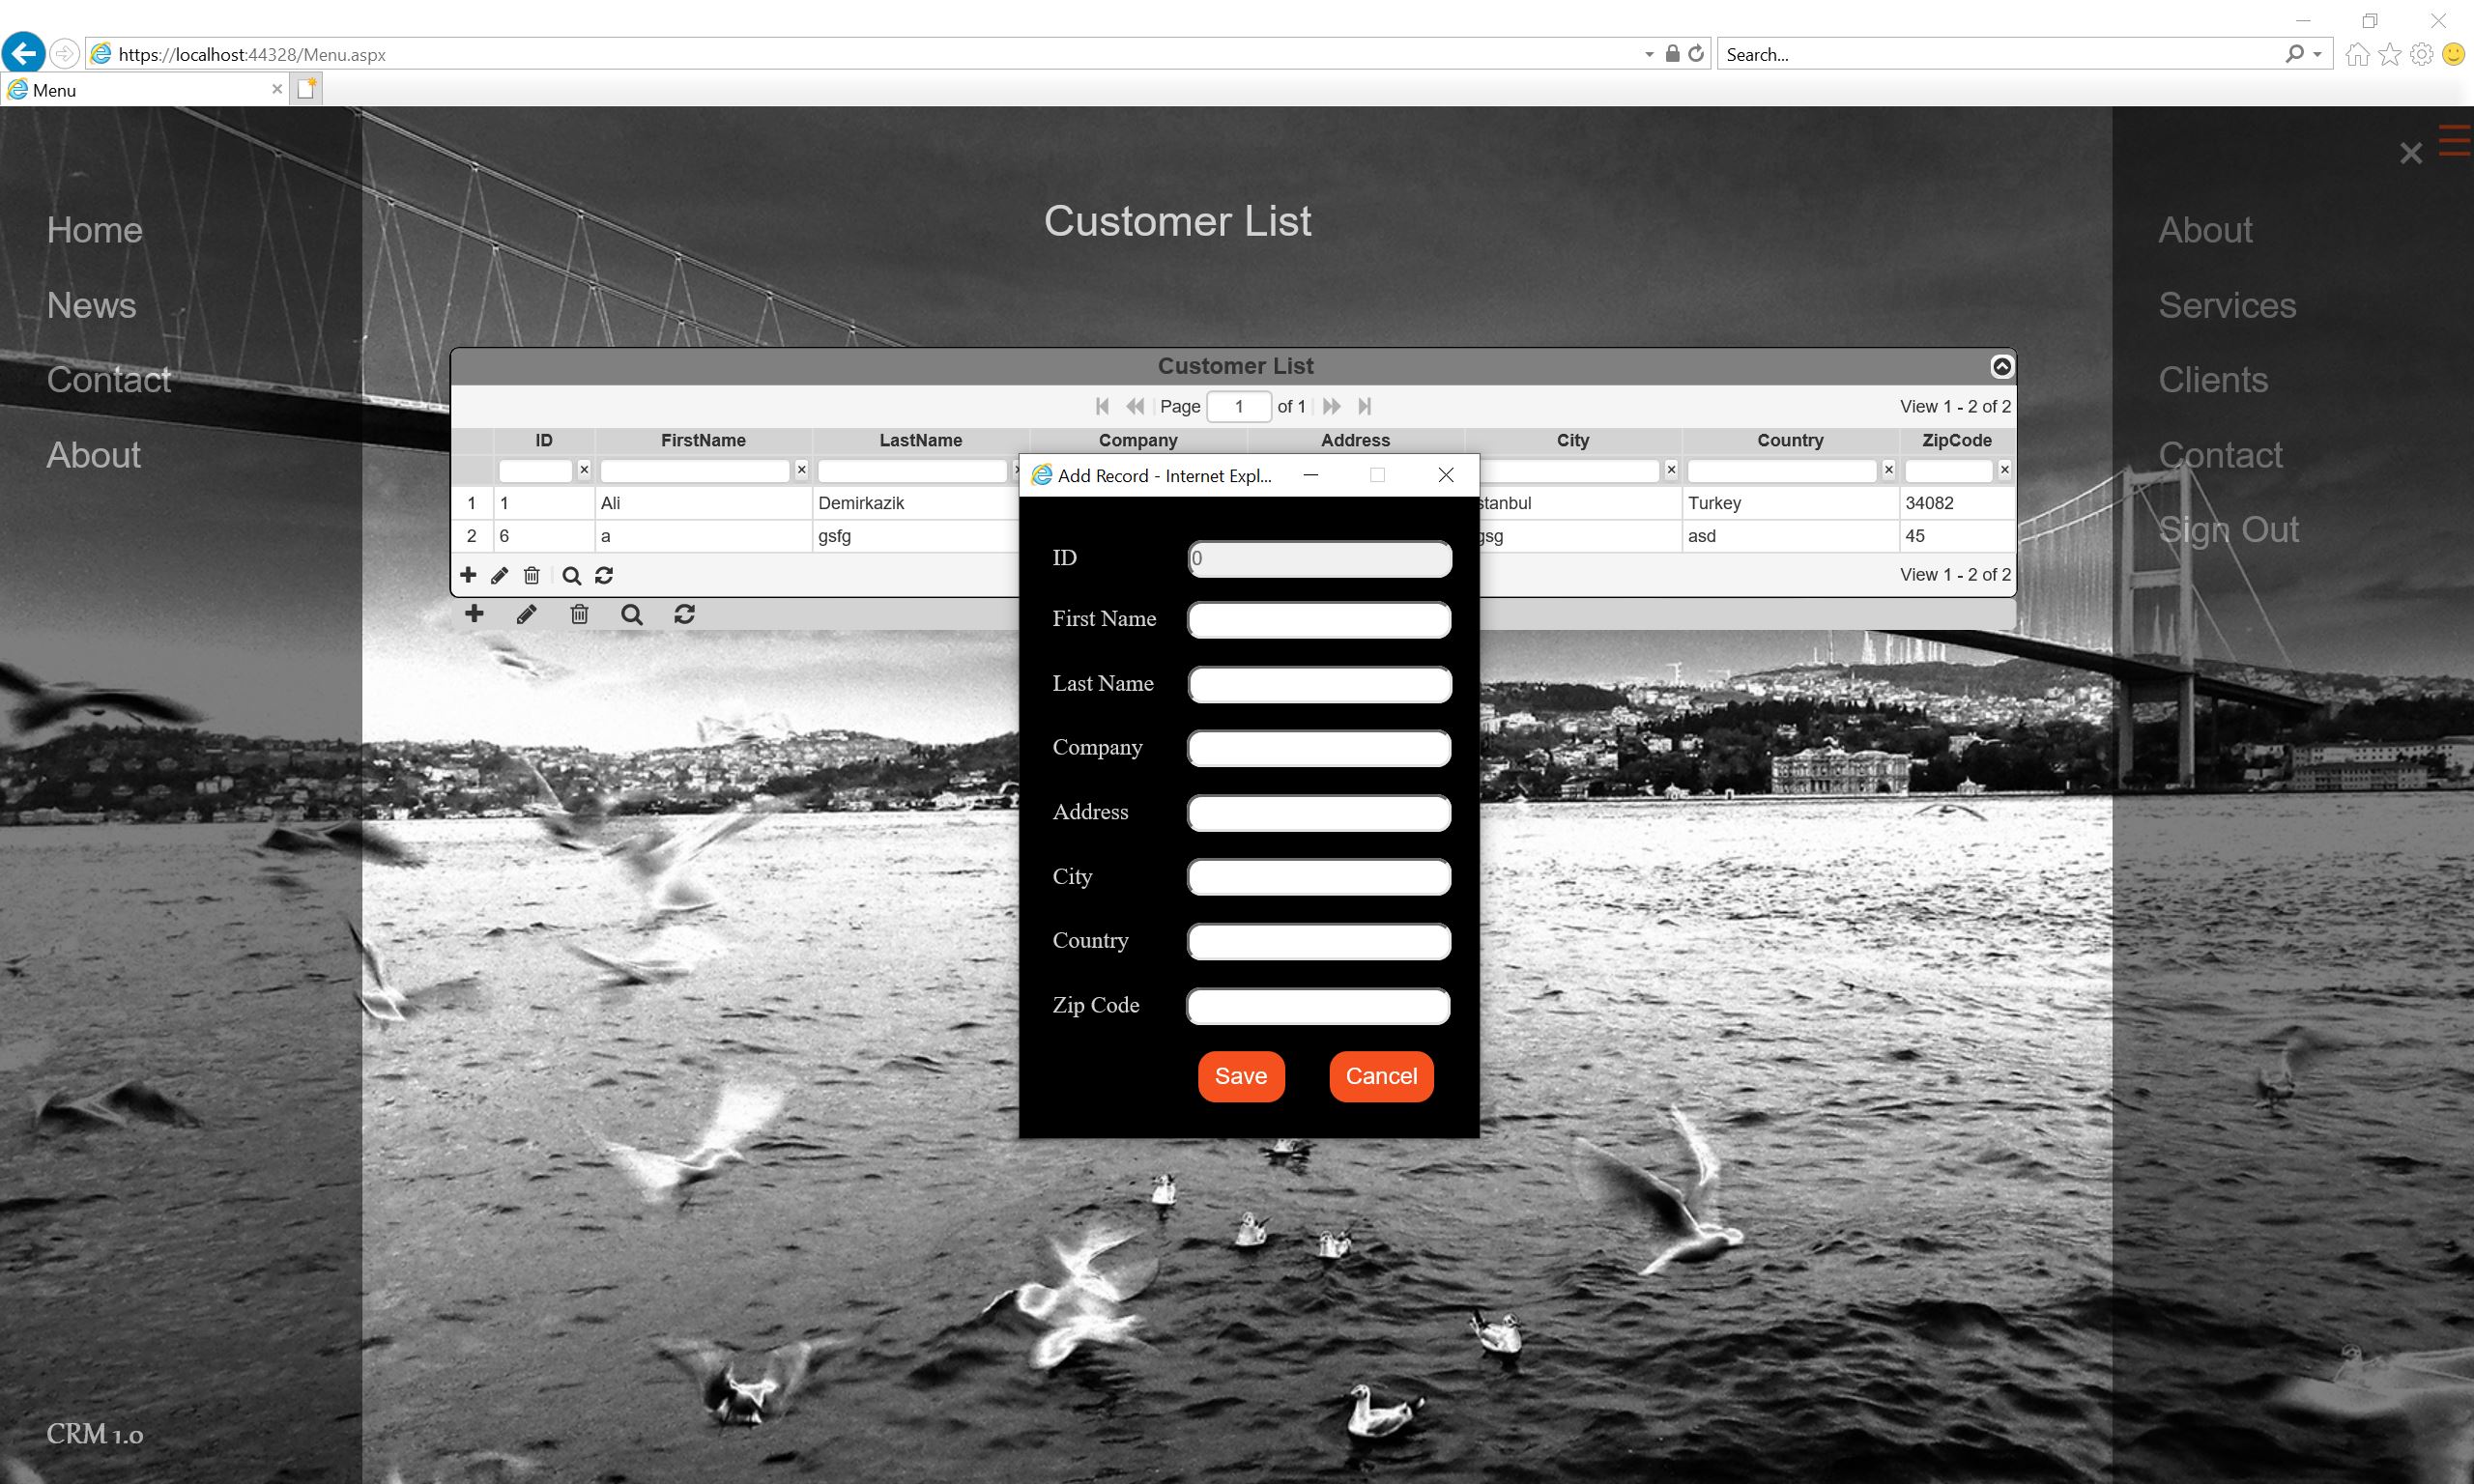 https://localhost:44328/Menu.aspx
Search...
Menu
Home
News
Contact
About
CRM 1.0
Customer List
Customer List
Page 1 of 1
View 1 - 2 of 2
ID FirstName LastName Company Address City Country ZipCode
1 1 Ali Demirkazik stanbul Turkey 34082
2 6 a gsfg gsg asd 45
View 1 - 2 of 2
Add Record - Internet Expl...
ID 0
First Name
Last Name
Company
Address
City
Country
Zip Code
Save Cancel
About
Services
Clients
Contact
Sign Out